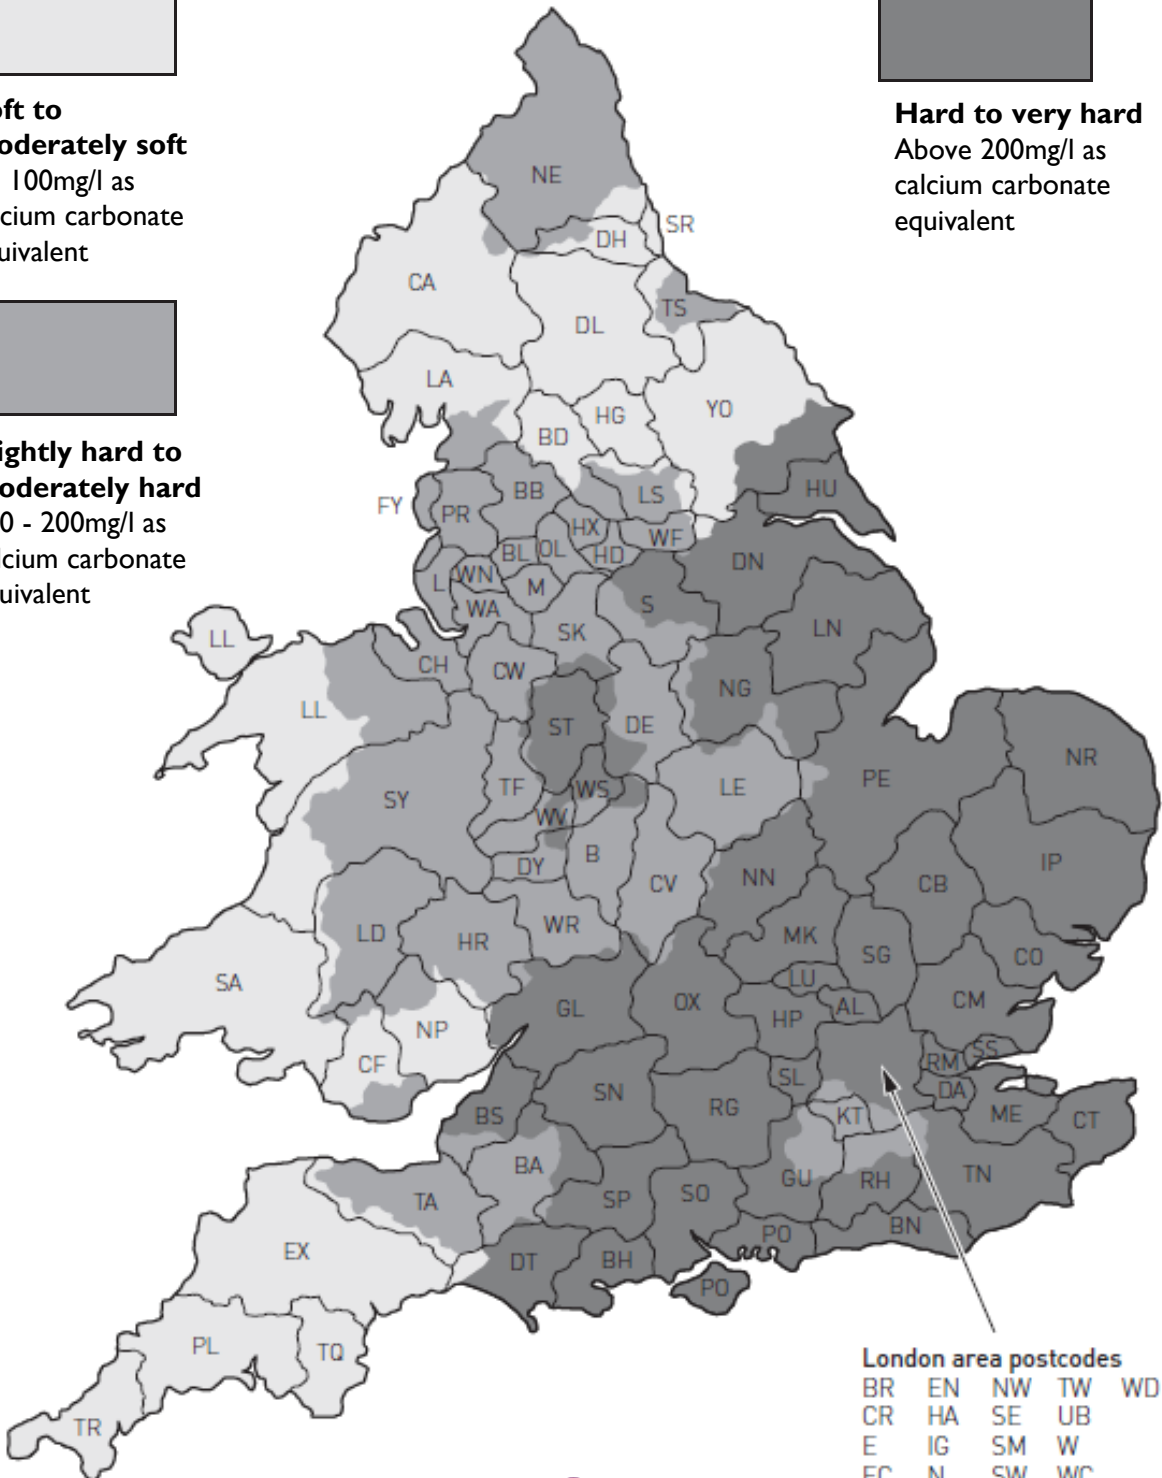 oft to
oderately soft
100mg/l as
cium carbonate
uivalent
Hard to very hard
Above 200mg/l as
calcium carbonate
equivalent
ightly hard to
oderately hard
0 - 200mg/l as
lcium carbonate
uivalent
NE
SR
DH
CA
TS
DL
LA
HG
YO
BD
HU
FY
PR
BB
LS
HX
WF
BL
OL
HD
DN
L
WN
M
S
WA
SK
LN
LL
CH
CW
NG
LL
ST
DE
NR
SY
TF
WS
LE
PE
WV
DY
B
CV
NN
CB
IP
LD
HR
WR
MK
SG
CO
SA
GL
OX
LU
AL
CM
NP
HP
CF
SL
RM
SS
SN
RG
DA
BS
KT
ME
CT
BA
GU
RH
TN
TA
SP
SO
BN
EX
DT
BH
PO
PO
PL
TQ
TR
London area postcodes
BR EN NW TW WD
CR HA SE UB
E IG SM W
EC N SW WC